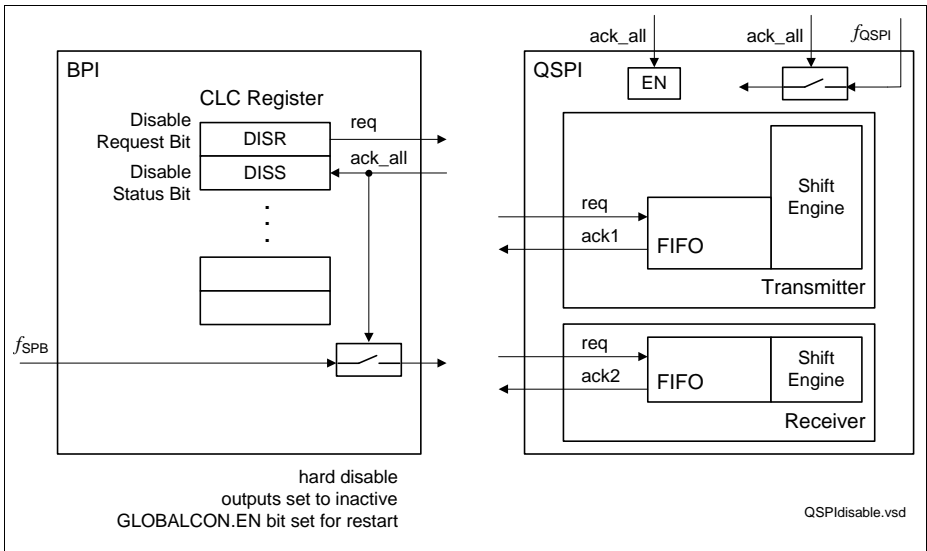 BPI
CLC Register
Disable
Request Bit
DISR
req
Disable
Status Bit
DISS
ack_all
fSPB
hard disable
outputs set to inactive
GLOBALCON.EN bit set for restart
ack_all
ack_all
fQSPI
QSPI
EN
Shift
Engine
req
ack1
FIFO
Transmitter
req
ack2
FIFO
Shift
Engine
Receiver
QSPIdisable.vsd